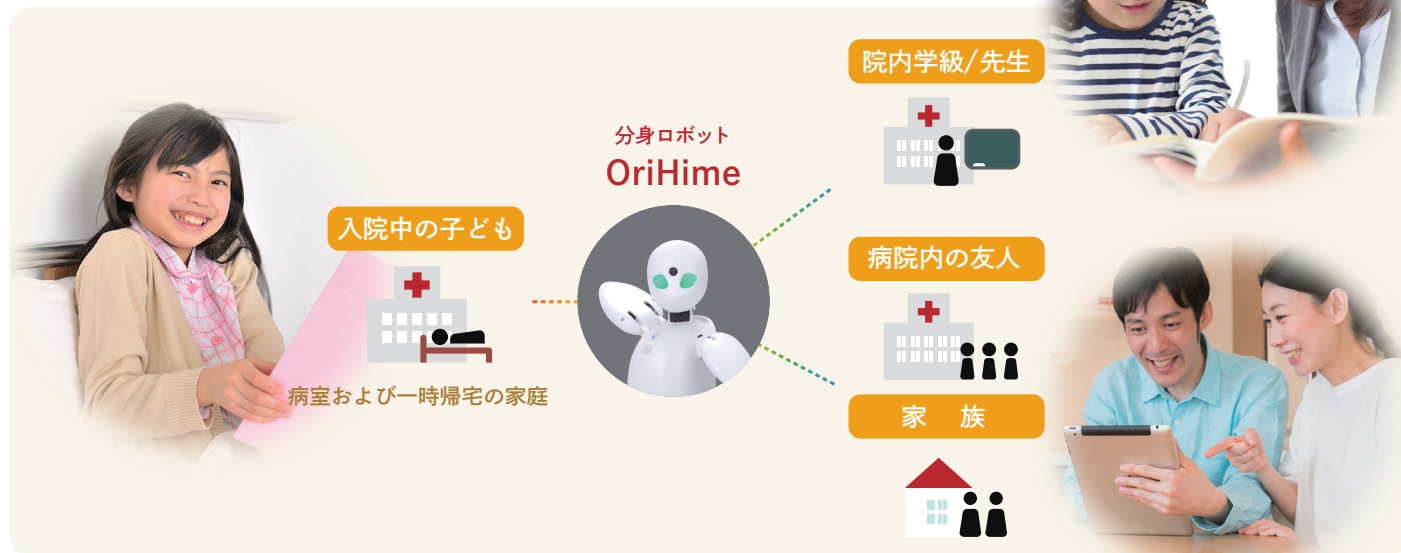 入院中の子ども
病室および一時帰宅の家庭
分身ロボット
OriHime
院内学級/先生
病院内の友人
家 族